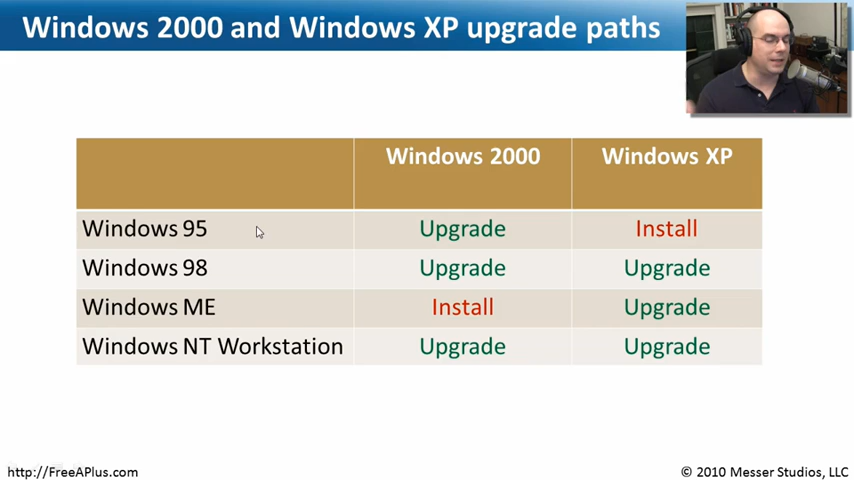 Windows 2000 and Windows XP upgrade paths
Windows 2000 Windows XP
Windows 95 Upgrade Install
Windows 98 Upgrade Upgrade
Windows ME Install Upgrade
Windows NT Workstation Upgrade Upgrade
http://FreeAPlus.com © 2010 Messer Studios, LLC